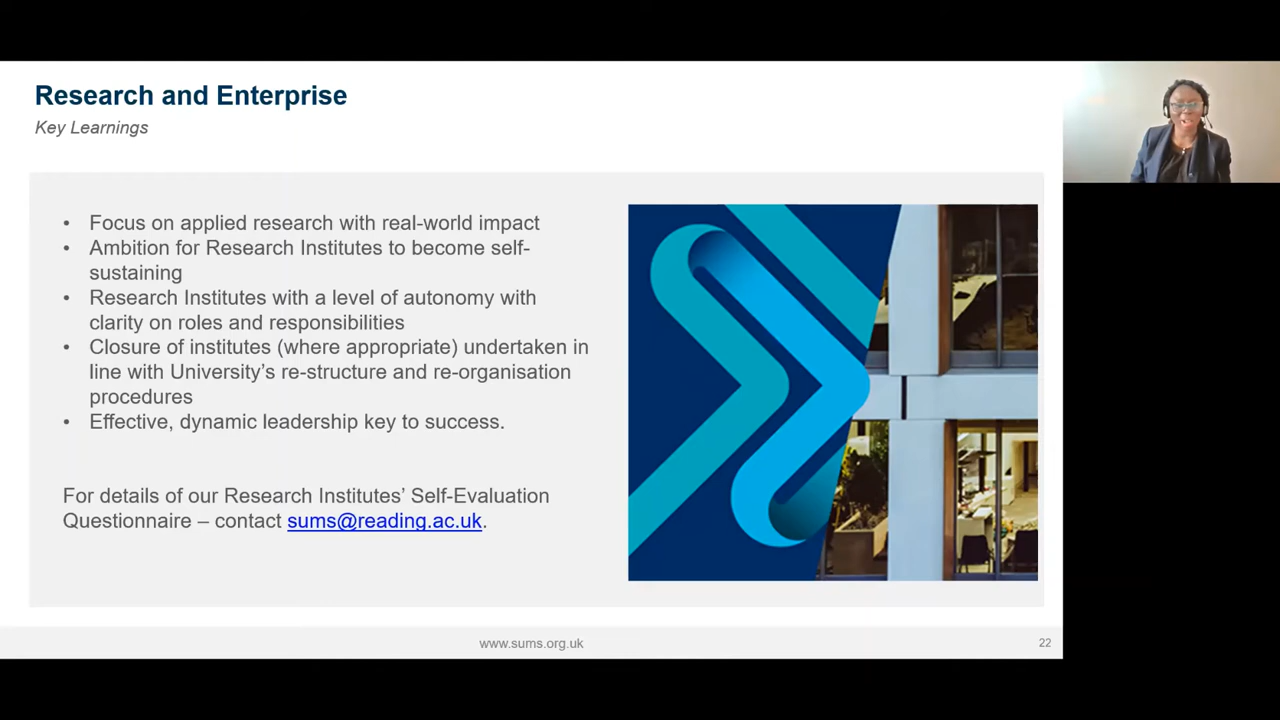 Research and Enterprise
Key Learnings
• Focus on applied research with real-world impact
• Ambition for Research Institutes to become self-
sustaining
• Research Institutes with a level of autonomy with
clarity on roles and responsibilities
• Closure of institutes (where appropriate) undertaken in
line with University's re-structure and re-organisation
procedures
• Effective, dynamic leadership key to success.
For details of our Research Institutes' Self-Evaluation
Questionnaire – contact sums@reading.ac.uk.
www.sums.org.uk
22